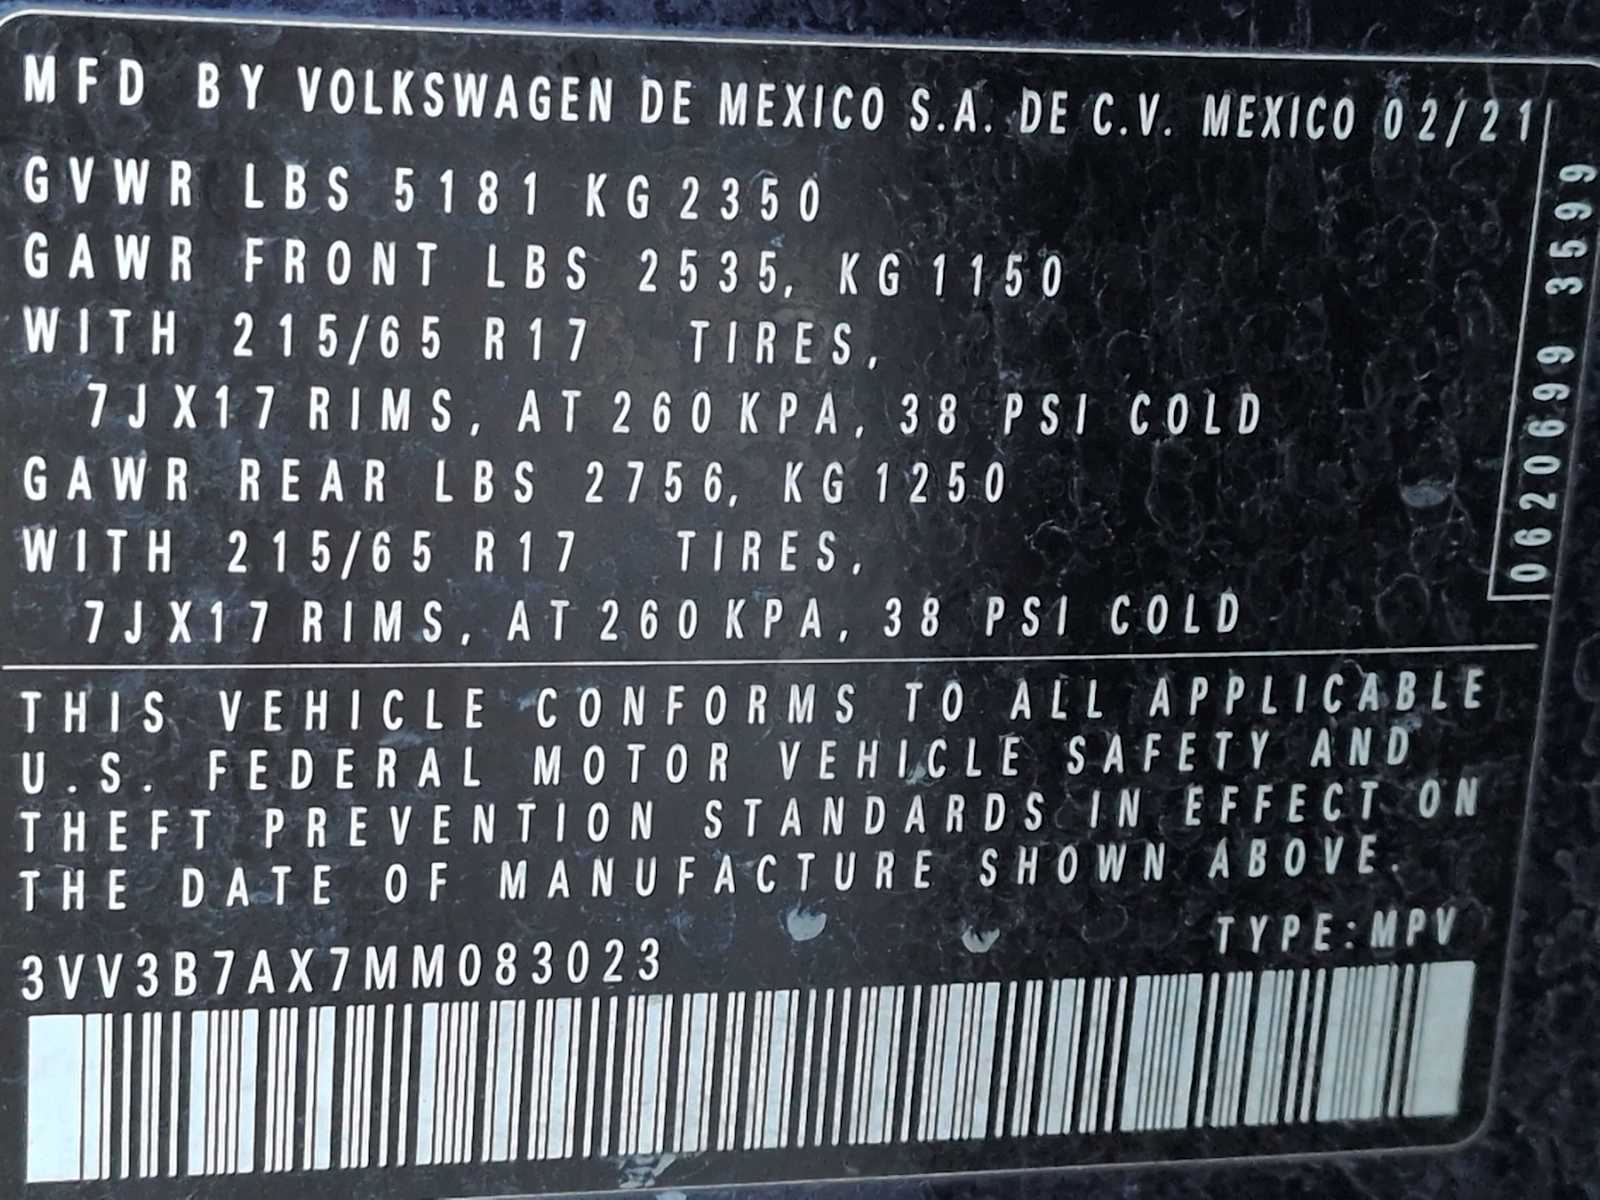 MFD BY VOLKSWAGEN DE MEXICO S.A. DE C.V. MEXICO 02/21
GVWR LBS 5181 KG 2350
GAWR FRONT LBS 2535, KG 1150
WITH 215/65 R17 TIRES,
7JX17 RIMS, AT 260 KPA, 38 PSI COLD
GAWR REAR LBS 2756, KG 1250
WITH 215/65 R17 TIRES,
7JX17 RIMS, AT 260 KPA, 38 PSI COLD
0620699 3599
THIS VEHICLE CONFORMS TO ALL APPLICABLE
U.S. FEDERAL MOTOR VEHICLE SAFETY AND
THEFT PREVENTION STANDARDS IN EFFECT ON
THE DATE OF MANUFACTURE SHOWN ABOVE.
TYPE:MPV
3VV3B7AX7MM083023